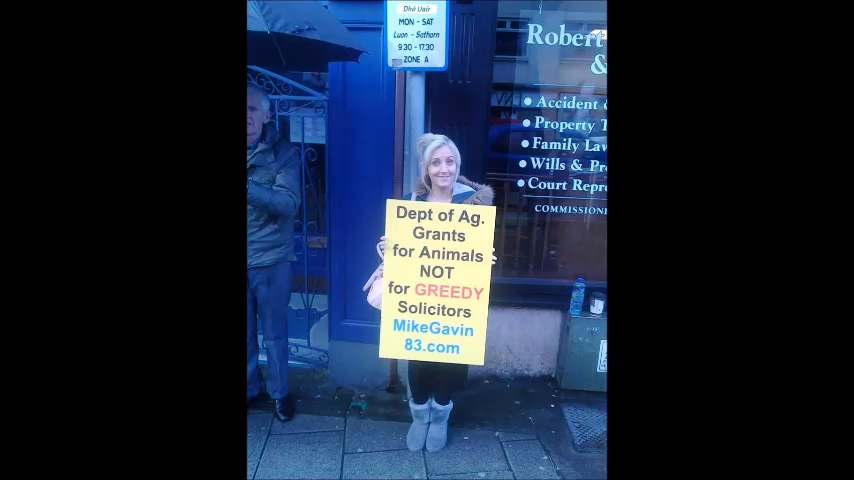 Dhá Uair
MON - SAT
Luan - Satharn
9.30 - 17.30
ZONE A
Robert
&
• Accident &
• Property T
• Family Law
• Wills & Pr
• Court Repre
COMMISSIONE
Dept of Ag.
Grants
for Animals
NOT
for GREEDY
Solicitors
MikeGavin
83.com